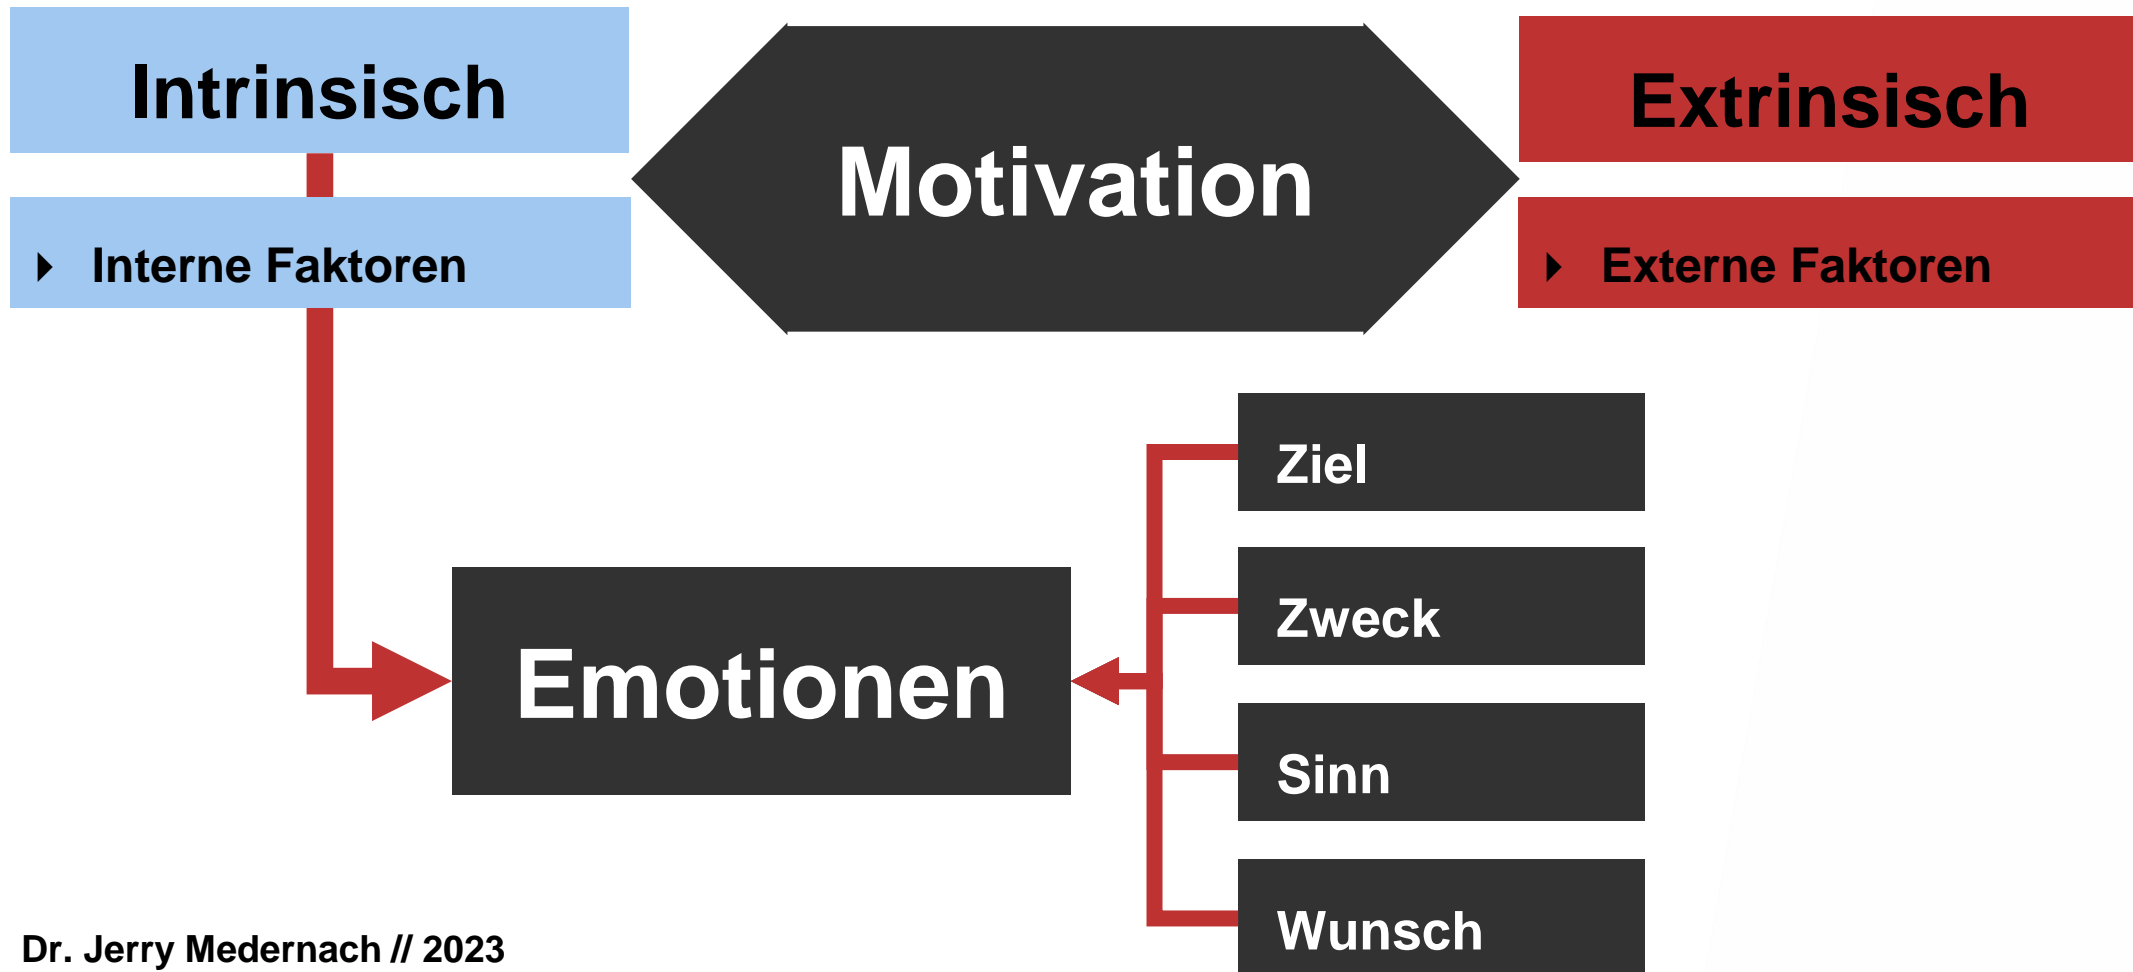 Intrinsisch
Motivation
Extrinsisch
Interne Faktoren
Externe Faktoren
Ziel
Zweck
Emotionen
Sinn
Wunsch
Dr. Jerry Medernach // 2023